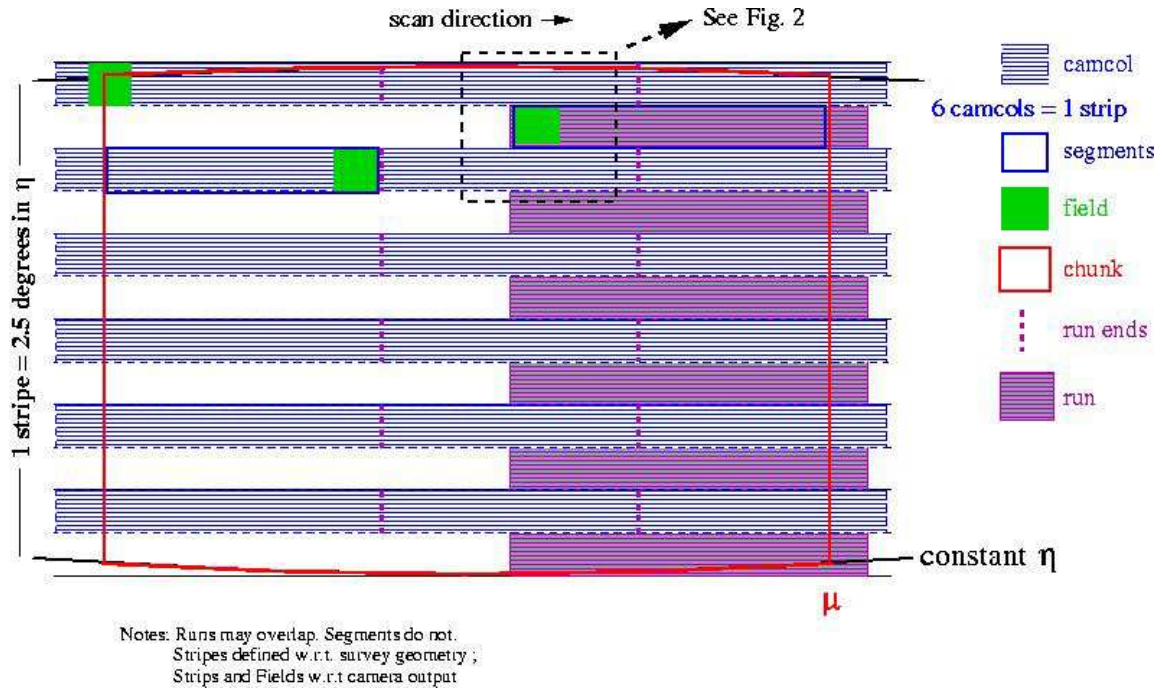 scan direction
See Fig. 2
camcol
6 camcols = 1 strip
segments
field
chunk
run ends
run
1 stripe = 2.5 degrees in η
constant η
μ
Notes: Runs may overlap. Segments do not.
Stripes defined w.r.t. survey geometry ;
Strips and Fields w.r.t camera output